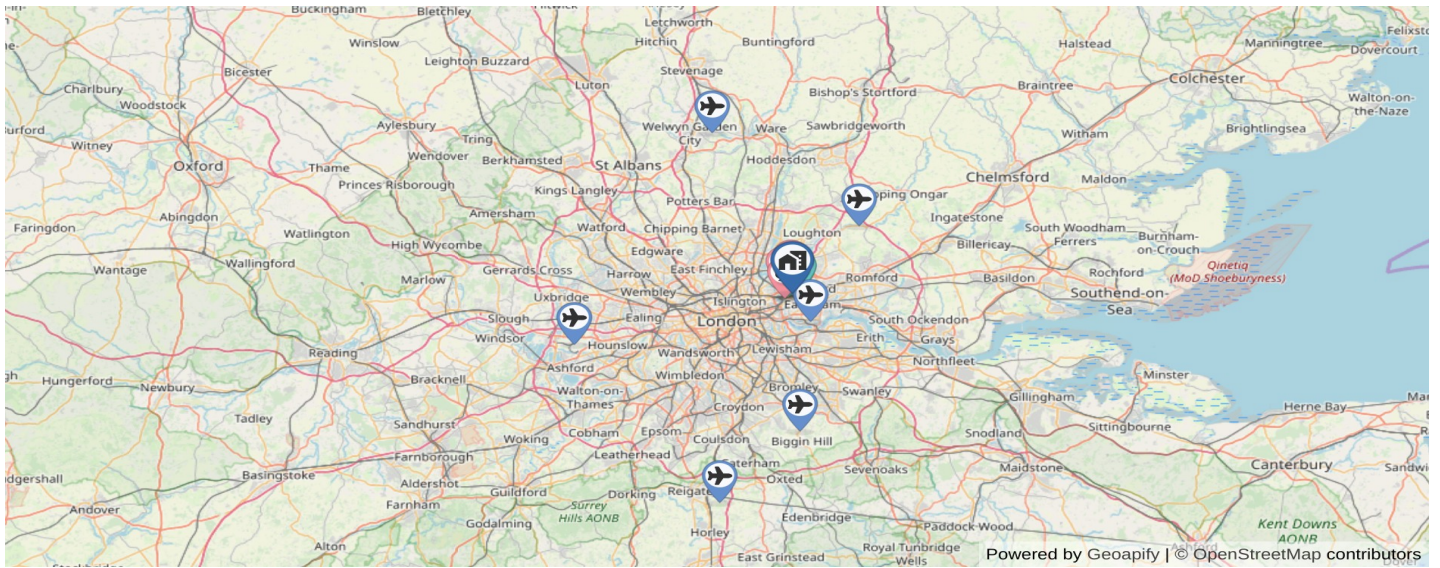 Buckingham
Bletchley
Letchworth
Felixsto
Winslow
Hitchin
Buntingford
Halstead
Manningtree
Dovercourt
Bicester
Leighton Buzzard
Stevenage
Colchester
Charlbury
Luton
Bishop's Stortford
Braintree
Walton-on-
the-Naze
Woodstock
Aylesbury
Welwyn Garden
City
Ware
Sawbridgeworth
Witham
Brightlingsea
urford
Witney
Tring
Wendover
Berkhamsted
St Albans
Hoddesdon
Oxford
Thame
Princes Risborough
Kings Langley
Chelmsford
Maldon
Potters Bar
pping Ongar
Abingdon
Amersham
Ingatestone
Faringdon
Watlington
Watford
Chipping Barnet
Loughton
South Woodham
Ferrers
Burnham-
on-Crouch
High Wycombe
Edgware
Billericay
Wantage
Wallingford
Marlow
Gerrards Cross
Harrow
East Finchley
Romford
Basildon
Rochford
Qinetiq
(MoD Shoeburyness)
Uxbridge
Wembley
Islington
Southend-on-
Sea
Slough
Ealing
London
South Ockendon
Windsor
Hounslow
Erith
Grays
Reading
Wandsworth
Lewisham
Northfleet
Ashford
Wimbledon
Minster
Hungerford
Newbury
Bracknell
Walton-on-
Thames
Bromley
Swanley
Gillingham
Herne Bay
Croydon
Tadley
Sandhurst
Cobham
Epsom
Coulsdon
Biggin Hill
Snodland
Sittingbourne
Woking
Leatherhead
Farnborough
Basingstoke
Caterham
Sevenoaks
Maidstone
Canterbury
Sandwi
dgershall
Aldershot
Guildford
Dorking
Reigate
Oxted
Andover
Farnham
Surrey
Hills AONB
Edenbridge
Godalming
Horley
Paddock Wood
Kent Downs
AONB
Alton
East Grinstead
Royal Tunbridge
Wells
Ashford
Dover
Powered by Geoapify | © OpenStreetMap contributors